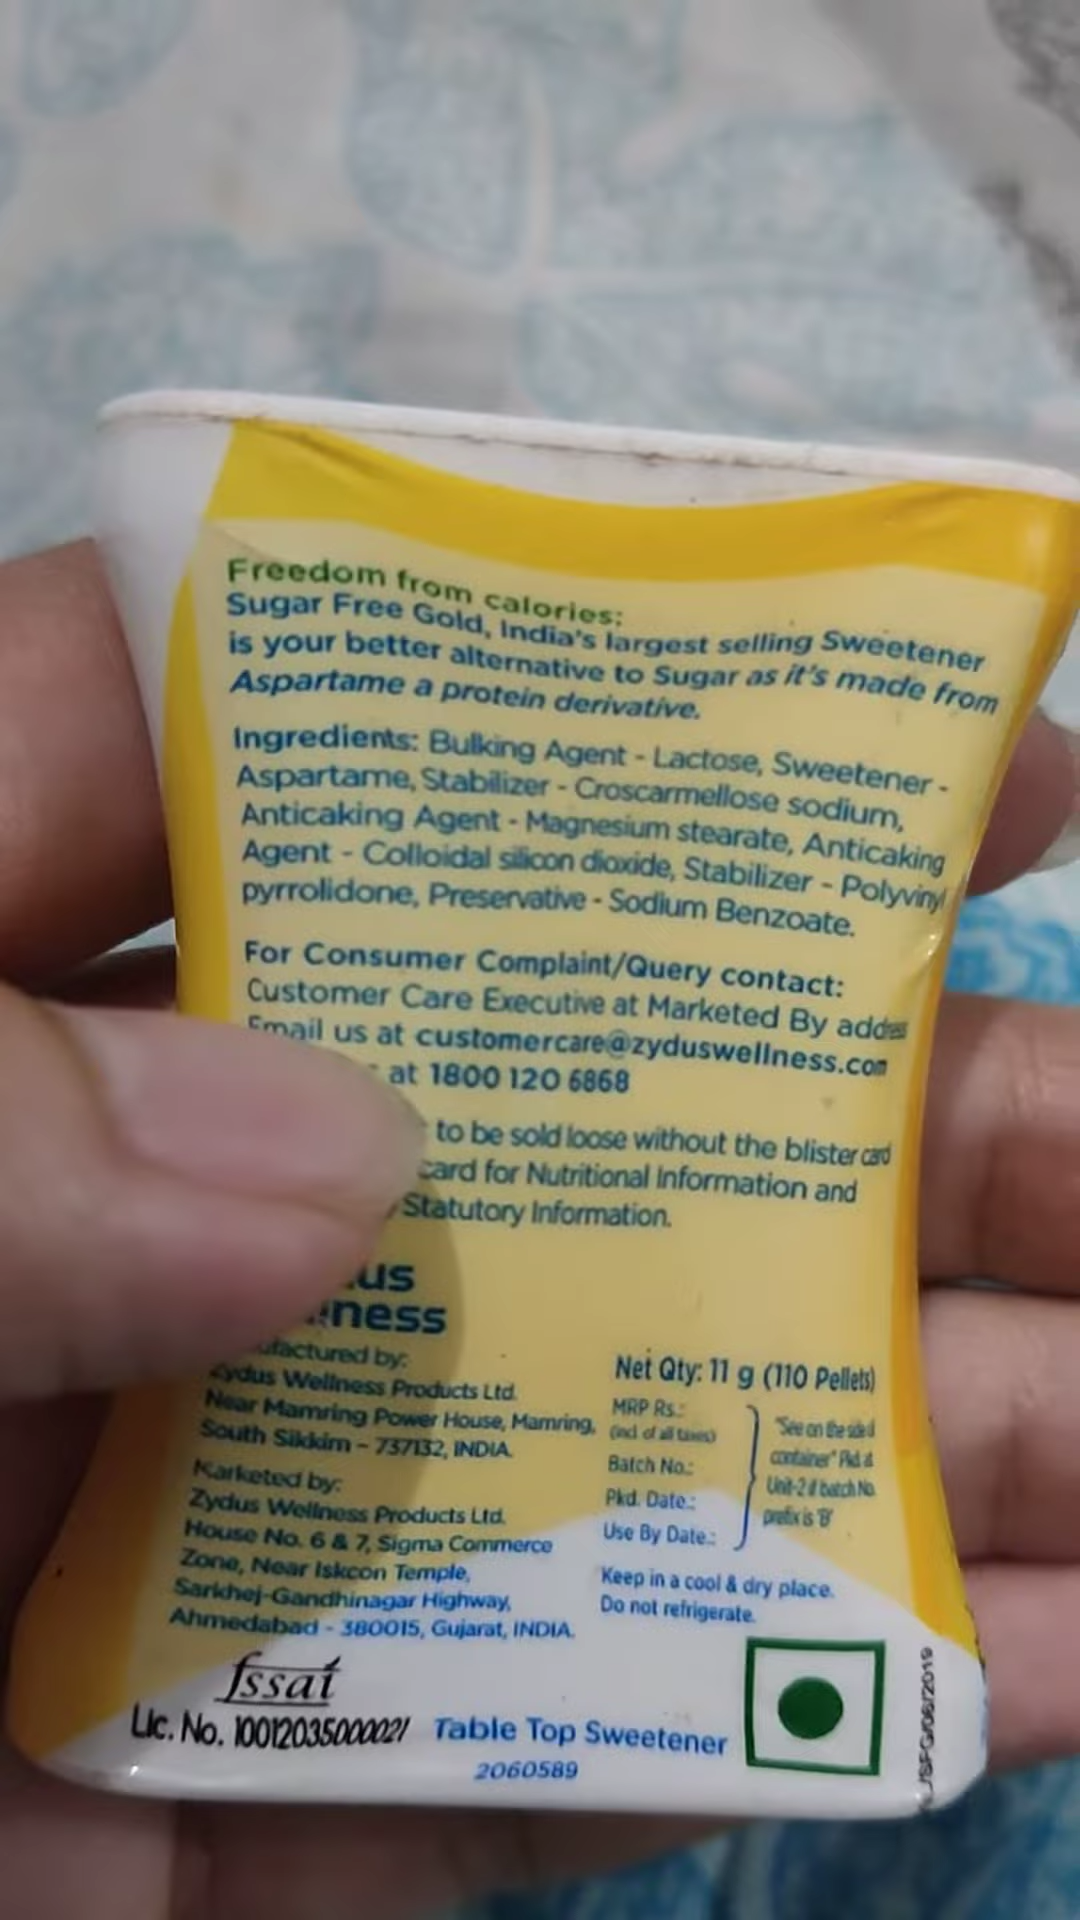 Freedom from calories:
Sugar Free Gold, India's largest selling Sweetener
is your better alternative to Sugar as it's made from
Aspartame a protein derivative.
Ingredients: Bulking Agent - Lactose, Sweetener -
Aspartame, Stabilizer - Croscarmellose sodium,
Anticaking Agent - Magnesium stearate, Anticaking
Agent - Colloidal silicon dioxide, Stabilizer - Polyvinyl
pyrrolidone, Preservative - Sodium Benzoate.
For Consumer Complaint/Query contact:
Customer Care Executive at Marketed By address
Email us at customercare@zyduswellness.com
at 1800 120 6868
to be sold loose without the blister card
card for Nutritional Information and
Statutory Information.
Manufactured by:
Zydus Wellness Products Ltd.
Near Mamring Power House, Mamring,
South Sikkim - 737132, INDIA.
Marketed by:
Zydus Wellness Products Ltd.
House No. 6 & 7, Sigma Commerce
Zone, Near Iskcon Temple,
Sarkhej-Gandhinagar Highway,
Ahmedabad - 380015, Gujarat, INDIA.
Net Qty: 11 g (110 Pellets)
MRP Rs.:
(incl. of all taxes)
Batch No.:
Pkd. Date.:
Use By Date.:
"See on the side of
container" Pkd. at
Unit-2 if batch No.
prefix is 'B'
Keep in a cool & dry place.
Do not refrigerate.
fssai
Lic. No. 10012035000021
Table Top Sweetener
2060589
/SFG/06/2019